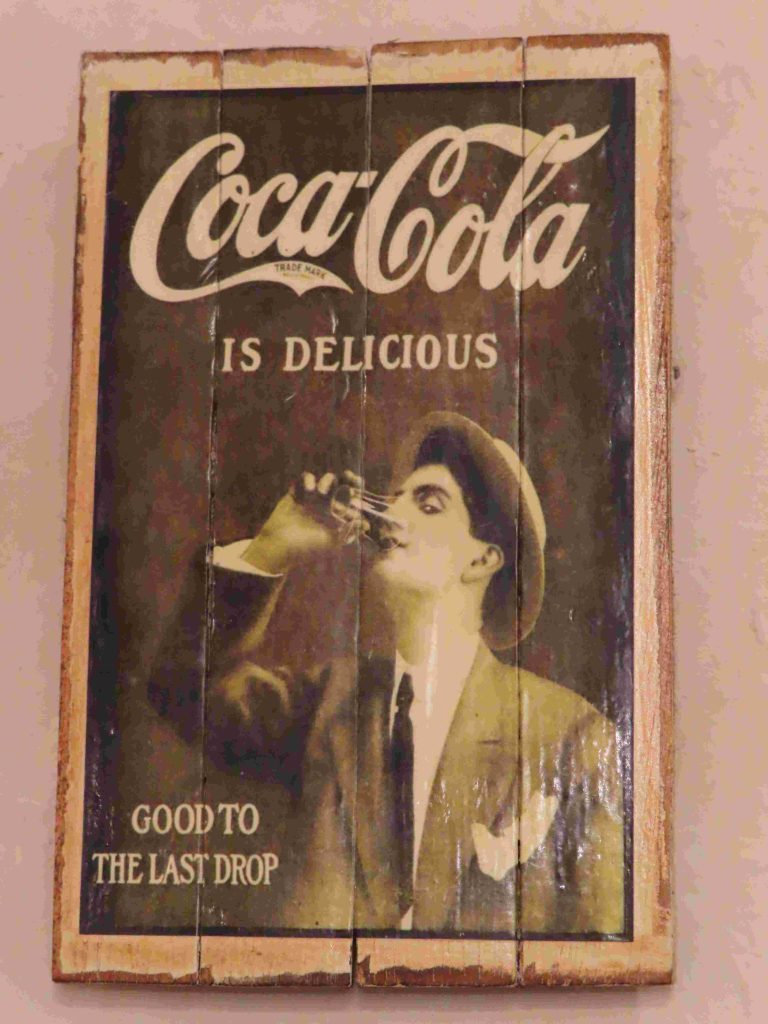 Coca-Cola
TRADE MARK
IS DELICIOUS
GOOD TO
THE LAST DROP